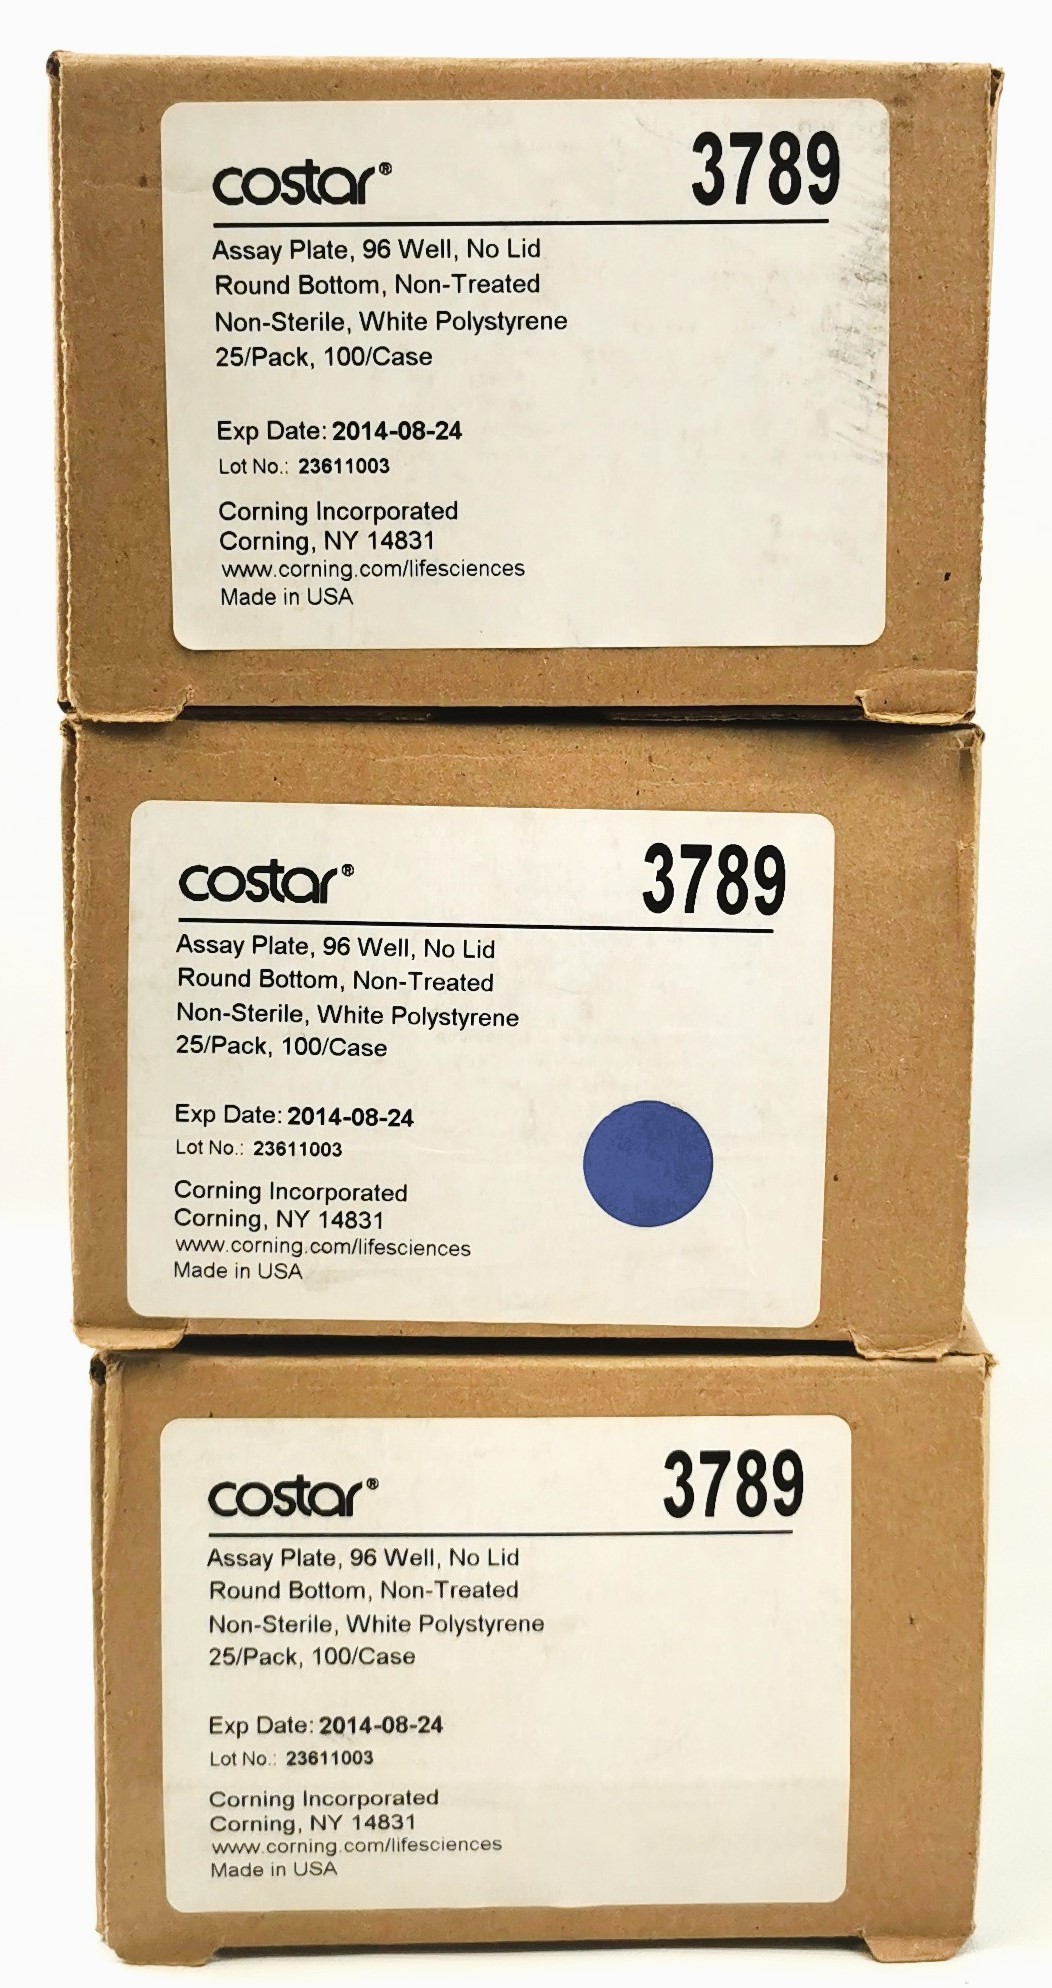 costar®
3789
Assay Plate, 96 Well, No Lid
Round Bottom, Non-Treated
Non-Sterile, White Polystyrene
25/Pack, 100/Case
Exp Date: 2014-08-24
Lot No.: 23611003
Corning Incorporated
Corning, NY 14831
www.corning.com/lifesciences
Made in USA
costar®
3789
Assay Plate, 96 Well, No Lid
Round Bottom, Non-Treated
Non-Sterile, White Polystyrene
25/Pack, 100/Case
Exp Date: 2014-08-24
Lot No.: 23611003
Corning Incorporated
Corning, NY 14831
www.corning.com/lifesciences
Made in USA
costar®
3789
Assay Plate, 96 Well, No Lid
Round Bottom, Non-Treated
Non-Sterile, White Polystyrene
25/Pack, 100/Case
Exp Date: 2014-08-24
Lot No.: 23611003
Corning Incorporated
Corning, NY 14831
www.corning.com/lifesciences
Made in USA